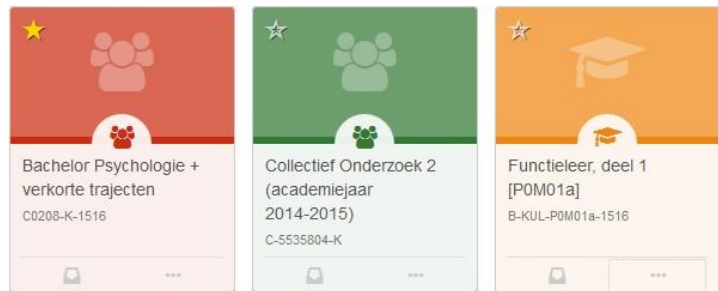 Bachelor Psychologie +
verkorte trajecten
C0208-K-1516
Collectief Onderzoek 2
(academiejaar
2014-2015)
C-5535804-K
Functieleer, deel 1
[P0M01a]
B-KUL-P0M01a-1516